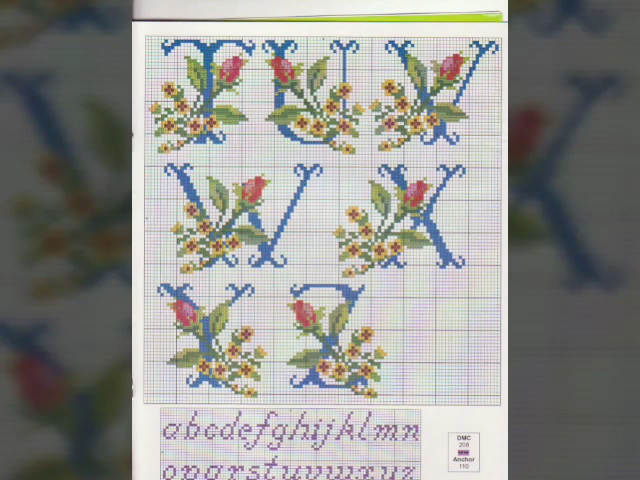 T U V
W X
Y Z
abcdefghijklmn
opqrstuvwxyz
DMC
208
Anchor
110